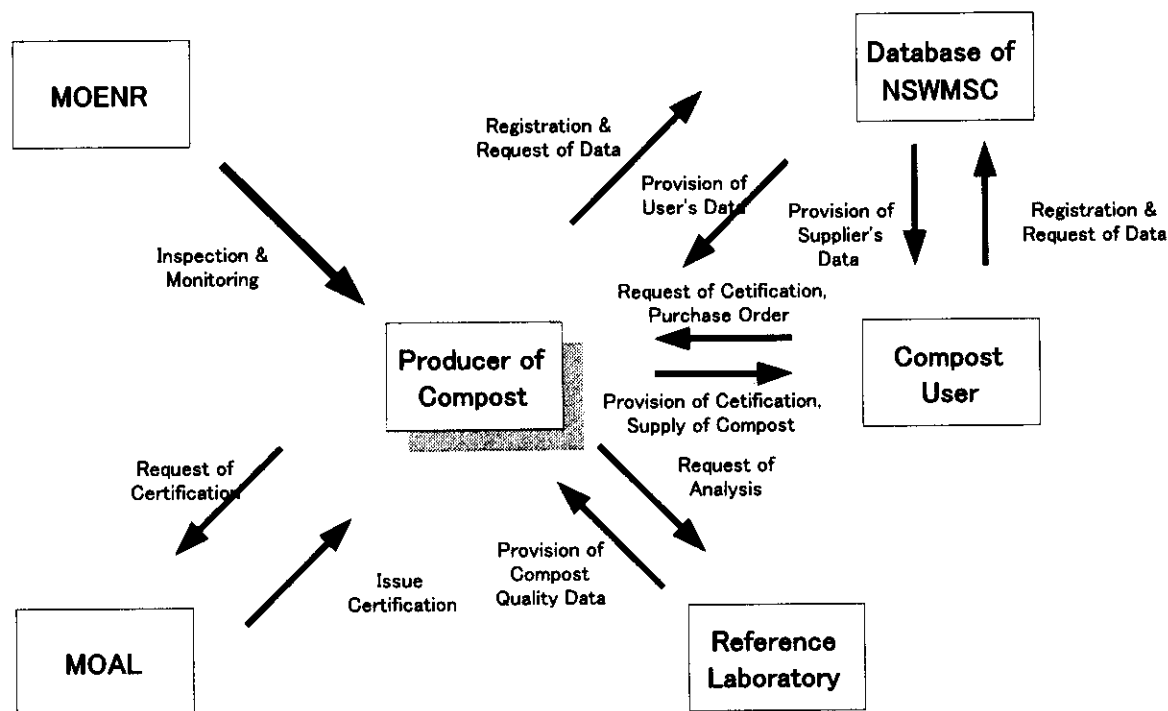 MOENR
Database of
NSWMSC
Registration &
Request of Data
Provision of
User's Data
Provision of
Supplier's
Data
Registration &
Request of Data
Inspection &
Monitoring
Request of Cetification,
Purchase Order
Producer of
Compost
Compost
User
Provision of Cetification,
Supply of Compost
Request of
Certification
Request of
Analysis
Provision of
Compost
Quality Data
Issue
Certification
MOAL
Reference
Laboratory